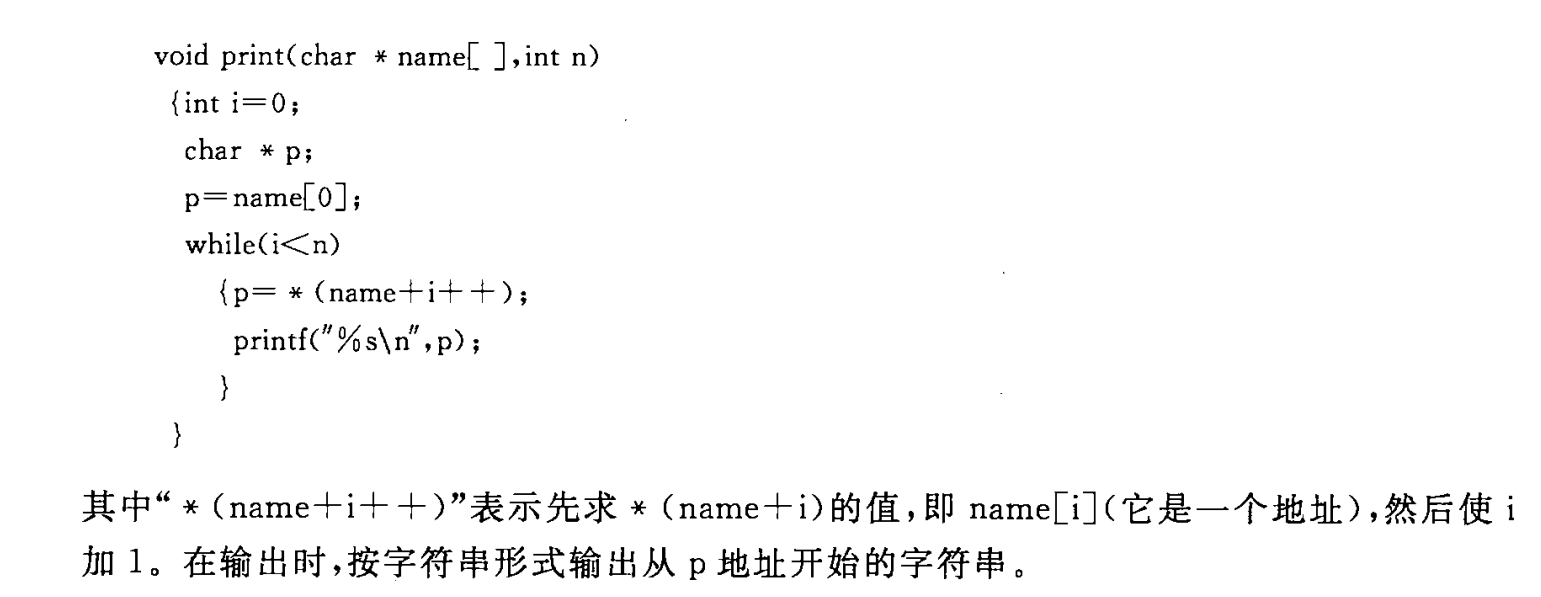 void print(char * name[ ],int n)
{int i=0;
char * p;
p=name[0];
while(i<n)
{p= * (name+i++);
printf("%s\n",p);
}
}
其中“ * (name+i++)”表示先求 * (name+i)的值,即 name[i](它是一个地址),然后使 i
加 1。在输出时,按字符串形式输出从 p 地址开始的字符串。